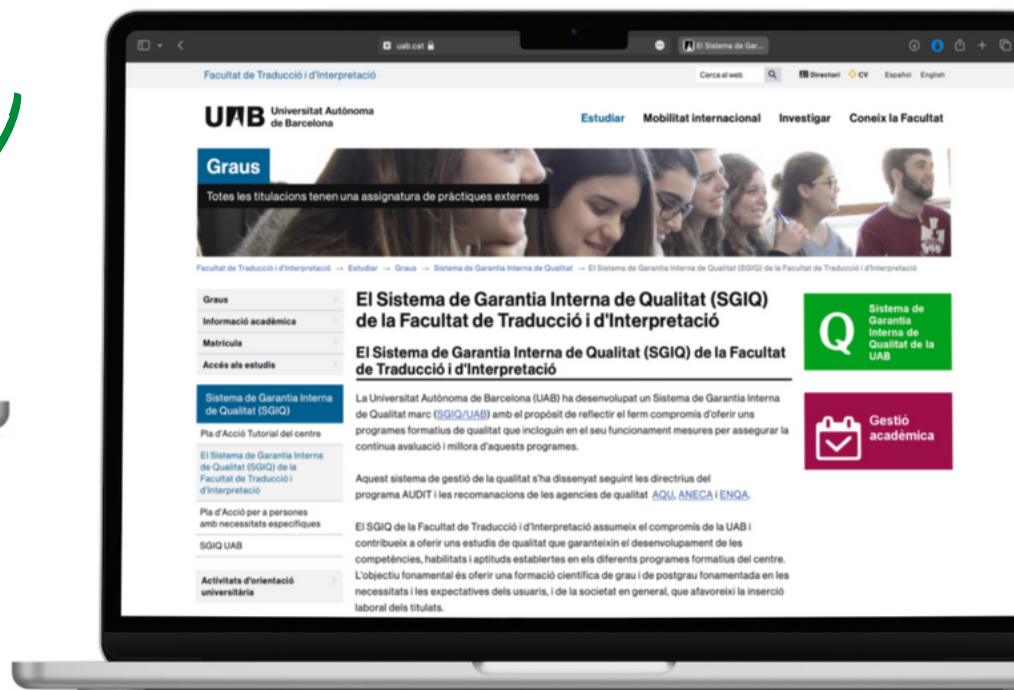 uab.cat
El Sistema de Gar...
Facultat de Traducció i d'Interpretació
Cerca al web
Directori
CV
Español
English
UAB Universitat Autònoma
de Barcelona
Estudiar
Mobilitat internacional
Investigar
Coneix la Facultat
Graus
Totes les titulacions tenen una assignatura de pràctiques externes
Facultat de Traducció i d'Interpretació → Estudiar → Graus → Sistema de Garantia Interna de Qualitat → El Sistema de Garantia Interna de Qualitat (SGIQ) de la Facultat de Traducció i d'Interpretació
Graus
Informació acadèmica
Matrícula
Accés als estudis
Sistema de Garantia Interna
de Qualitat (SGIQ)
Pla d'Acció Tutorial del centre
El Sistema de Garantia Interna
de Qualitat (SGIQ) de la
Facultat de Traducció i
d'Interpretació
Pla d'Acció per a persones
amb necessitats específiques
SGIQ UAB
Activitats d'orientació
universitària
El Sistema de Garantia Interna de Qualitat (SGIQ)
de la Facultat de Traducció i d'Interpretació
El Sistema de Garantia Interna de Qualitat (SGIQ) de la Facultat
de Traducció i d'Interpretació
La Universitat Autònoma de Barcelona (UAB) ha desenvolupat un Sistema de Garantia Interna
de Qualitat marc (SGIQ/UAB) amb el propòsit de reflectir el ferm compromís d'oferir uns
programes formatius de qualitat que incloguin en el seu funcionament mesures per assegurar la
contínua avaluació i millora d'aquests programes.
Aquest sistema de gestió de la qualitat s'ha dissenyat seguint les directrius del
programa AUDIT i les recomanacions de les agencies de qualitat AQU, ANECA i ENQA.
El SGIQ de la Facultat de Traducció i d'Interpretació assumeix el compromís de la UAB i
contribueix a oferir uns estudis de qualitat que garanteixin el desenvolupament de les
competències, habilitats i aptituds establertes en els diferents programes formatius del centre.
L'objectiu fonamental és oferir una formació científica de grau i de postgrau fonamentada en les
necessitats i les expectatives dels usuaris, i de la societat en general, que afavoreixi la inserció
laboral dels titulats.
Q
Sistema de
Garantia
Interna de
Qualitat de la
UAB
Gestió
acadèmica